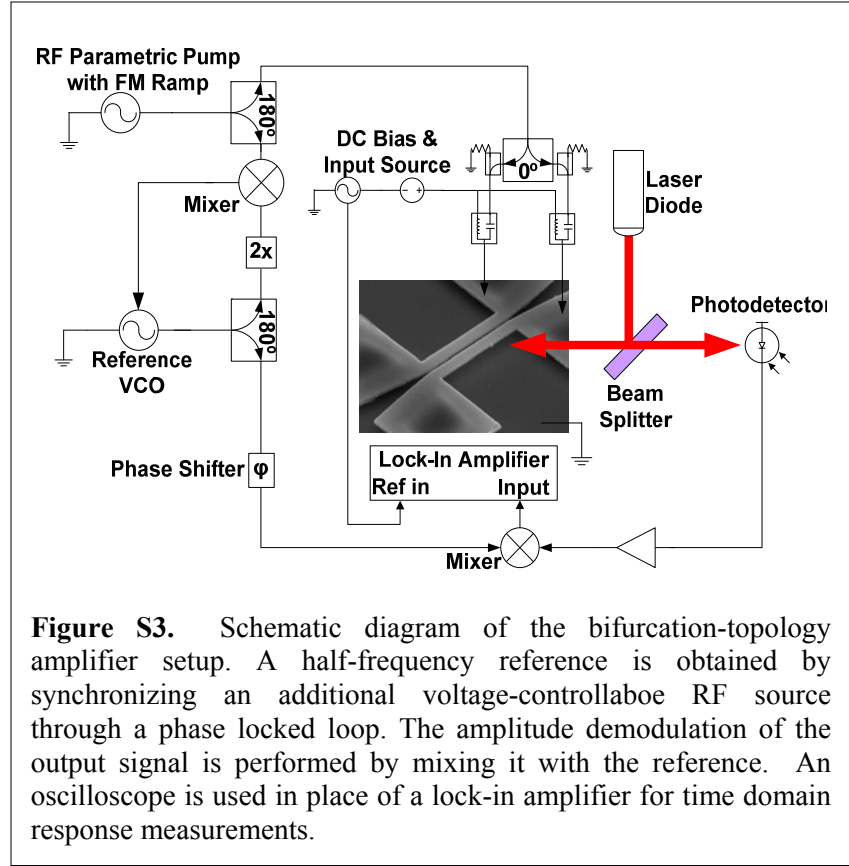 RF Parametric Pump
with FM Ramp
180º
DC Bias &
Input Source
0º
- +
Laser
Diode
Mixer
2x
180º
Photodetector
Reference
VCO
Beam
Splitter
Phase Shifter
φ
Lock-In Amplifier
Ref in Input
Mixer
Figure S3. Schematic diagram of the bifurcation-topology
amplifier setup. A half-frequency reference is obtained by
synchronizing an additional voltage-controllaboe RF source
through a phase locked loop. The amplitude demodulation of the
output signal is performed by mixing it with the reference. An
oscilloscope is used in place of a lock-in amplifier for time domain
response measurements.